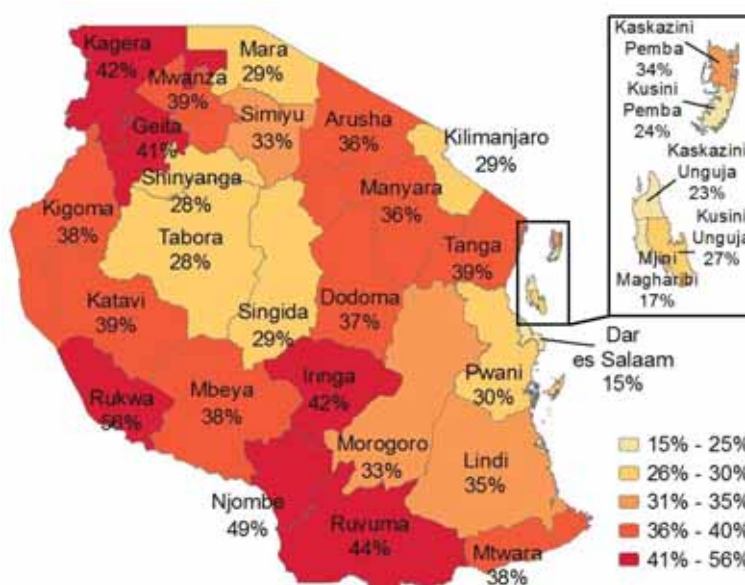 Kagera
42%
Mara
29%
Mwanza
39%
Geita
41%
Simiyu
33%
Arusha
36%
Kilimanjaro
29%
Shinyanga
28%
Manyara
36%
Kigoma
38%
Tabora
28%
Tanga
39%
Katavi
39%
Singida
29%
Dodoma
37%
Dar
es Salaam
15%
Rukwa
56%
Mbeya
38%
Iringa
42%
Pwani
30%
Morogoro
33%
Lindi
35%
Njombe
49%
Ruvuma
44%
Mtwara
38%
Kaskazini
Pemba
34%
Kusini
Pemba
24%
Kaskazini
Unguja
23%
Kusini
Unguja
27%
Mjini
Magharibi
17%
15% - 25%
26% - 30%
31% - 35%
36% - 40%
41% - 56%